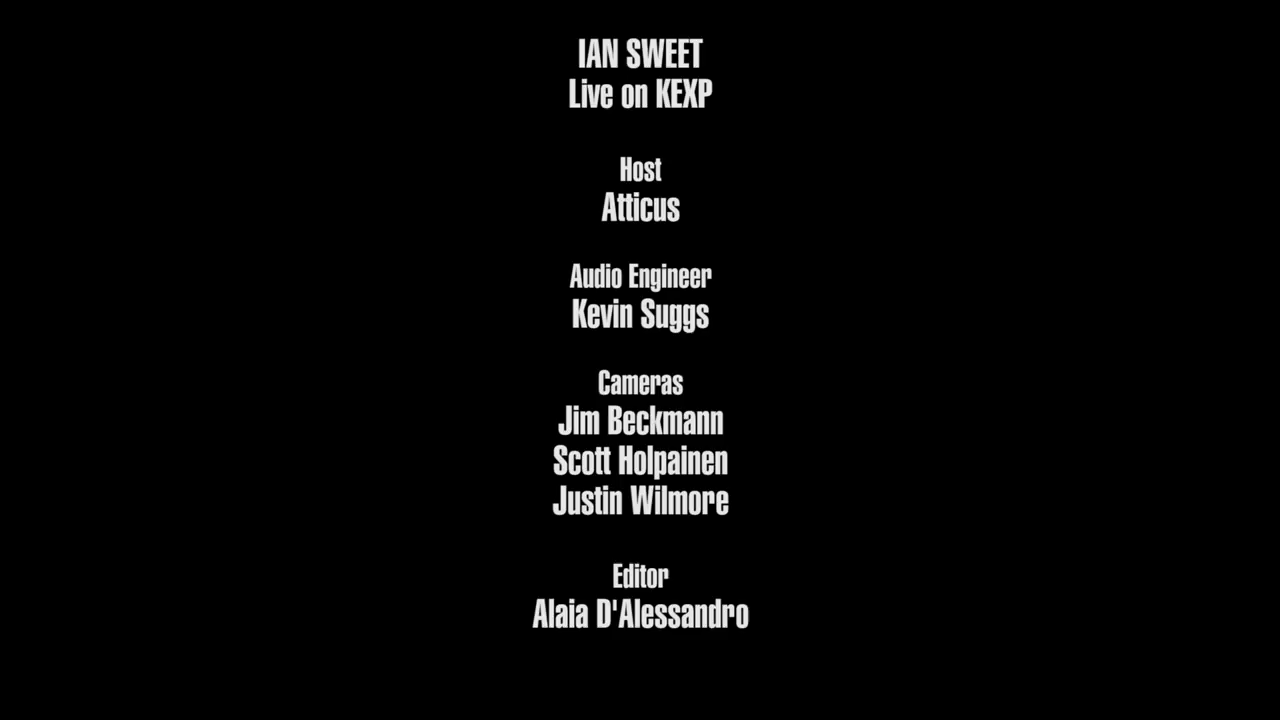 IAN SWEET
Live on KEXP
Host
Atticus
Audio Engineer
Kevin Suggs
Cameras
Jim Beckmann
Scott Holpainen
Justin Wilmore
Editor
Alaia D'Alessandro